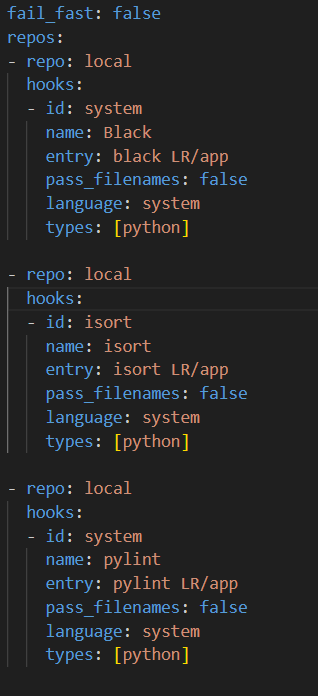 fail_fast: false
repos:
- repo: local
  hooks:
  - id: system
    name: Black
    entry: black LR/app
    pass_filenames: false
    language: system
    types: [python]

- repo: local
  hooks:
  - id: isort
    name: isort
    entry: isort LR/app
    pass_filenames: false
    language: system
    types: [python]

- repo: local
  hooks:
  - id: system
    name: pylint
    entry: pylint LR/app
    pass_filenames: false
    language: system
    types: [python]